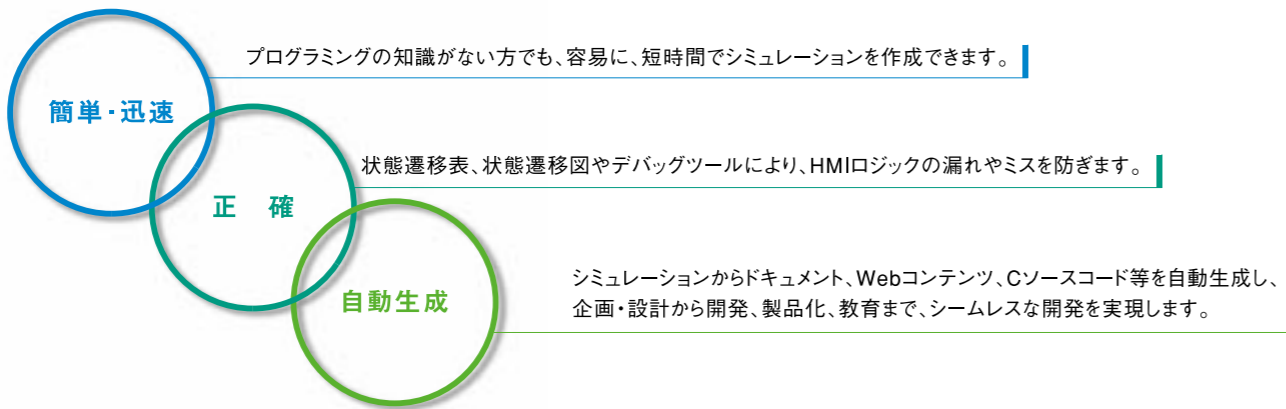 簡単・迅速
プログラミングの知識がない方でも、容易に、短時間でシミュレーションを作成できます。
正 確
状態遷移表、状態遷移図やデバッグツールにより、HMIロジックの漏れやミスを防ぎます。
自動生成
シミュレーションからドキュメント、Webコンテンツ、Cソースコード等を自動生成し、
企画・設計から開発、製品化、教育まで、シームレスな開発を実現します。